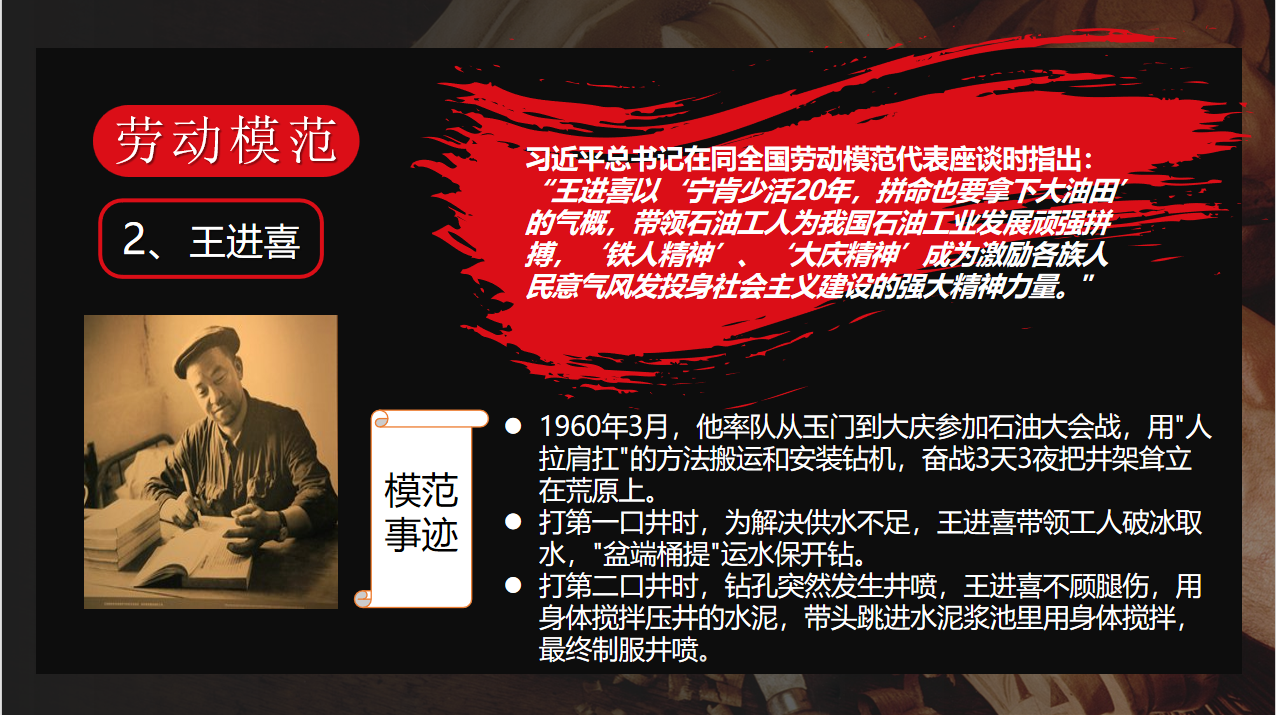 劳动模范
2、王进喜
习近平总书记在同全国劳动模范代表座谈时指出：
“王进喜以‘宁肯少活20年，拼命也要拿下大油田’
的气概，带领石油工人为我国石油工业发展顽强拼
搏，‘铁人精神’、‘大庆精神’成为激励各族人
民意气风发投身社会主义建设的强大精神力量。”
模范
事迹
● 1960年3月，他率队从玉门到大庆参加石油大会战，用"人
拉肩扛"的方法搬运和安装钻机，奋战3天3夜把井架耸立
在荒原上。
● 打第一口井时，为解决供水不足，王进喜带领工人破冰取
水，"盆端桶提"运水保开钻。
● 打第二口井时，钻孔突然发生井喷，王进喜不顾腿伤，用
身体搅拌压井的水泥，带头跳进水泥浆池里用身体搅拌，
最终制服井喷。